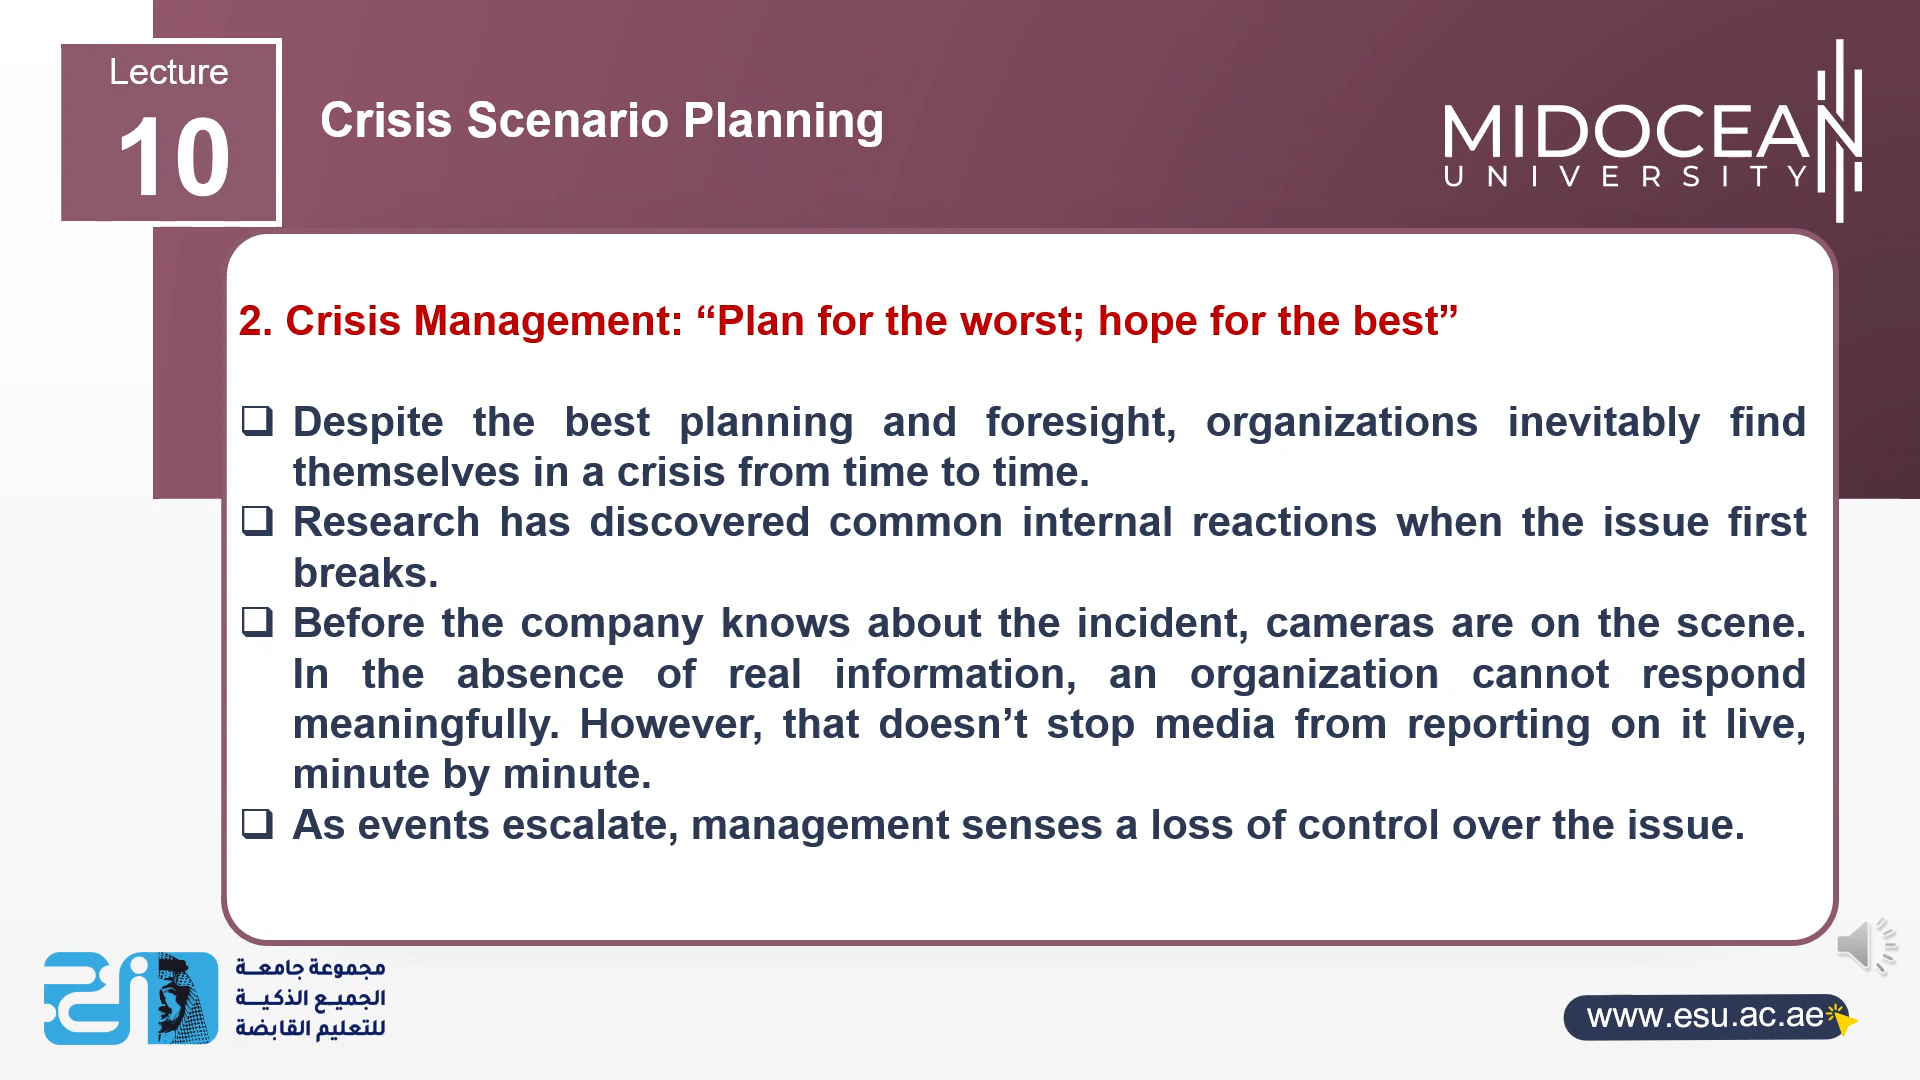 Lecture
10
Crisis Scenario Planning
MIDOCEAN
UNIVERSITY
2. Crisis Management: “Plan for the worst; hope for the best”
❑ Despite the best planning and foresight, organizations inevitably find
themselves in a crisis from time to time.
❑ Research has discovered common internal reactions when the issue first
breaks.
❑ Before the company knows about the incident, cameras are on the scene.
In the absence of real information, an organization cannot respond
meaningfully. However, that doesn’t stop media from reporting on it live,
minute by minute.
❑ As events escalate, management senses a loss of control over the issue.
مجموعة جامعـة
الجميـع الذكيـة
للتعليم القابضة
www.esu.ac.ae